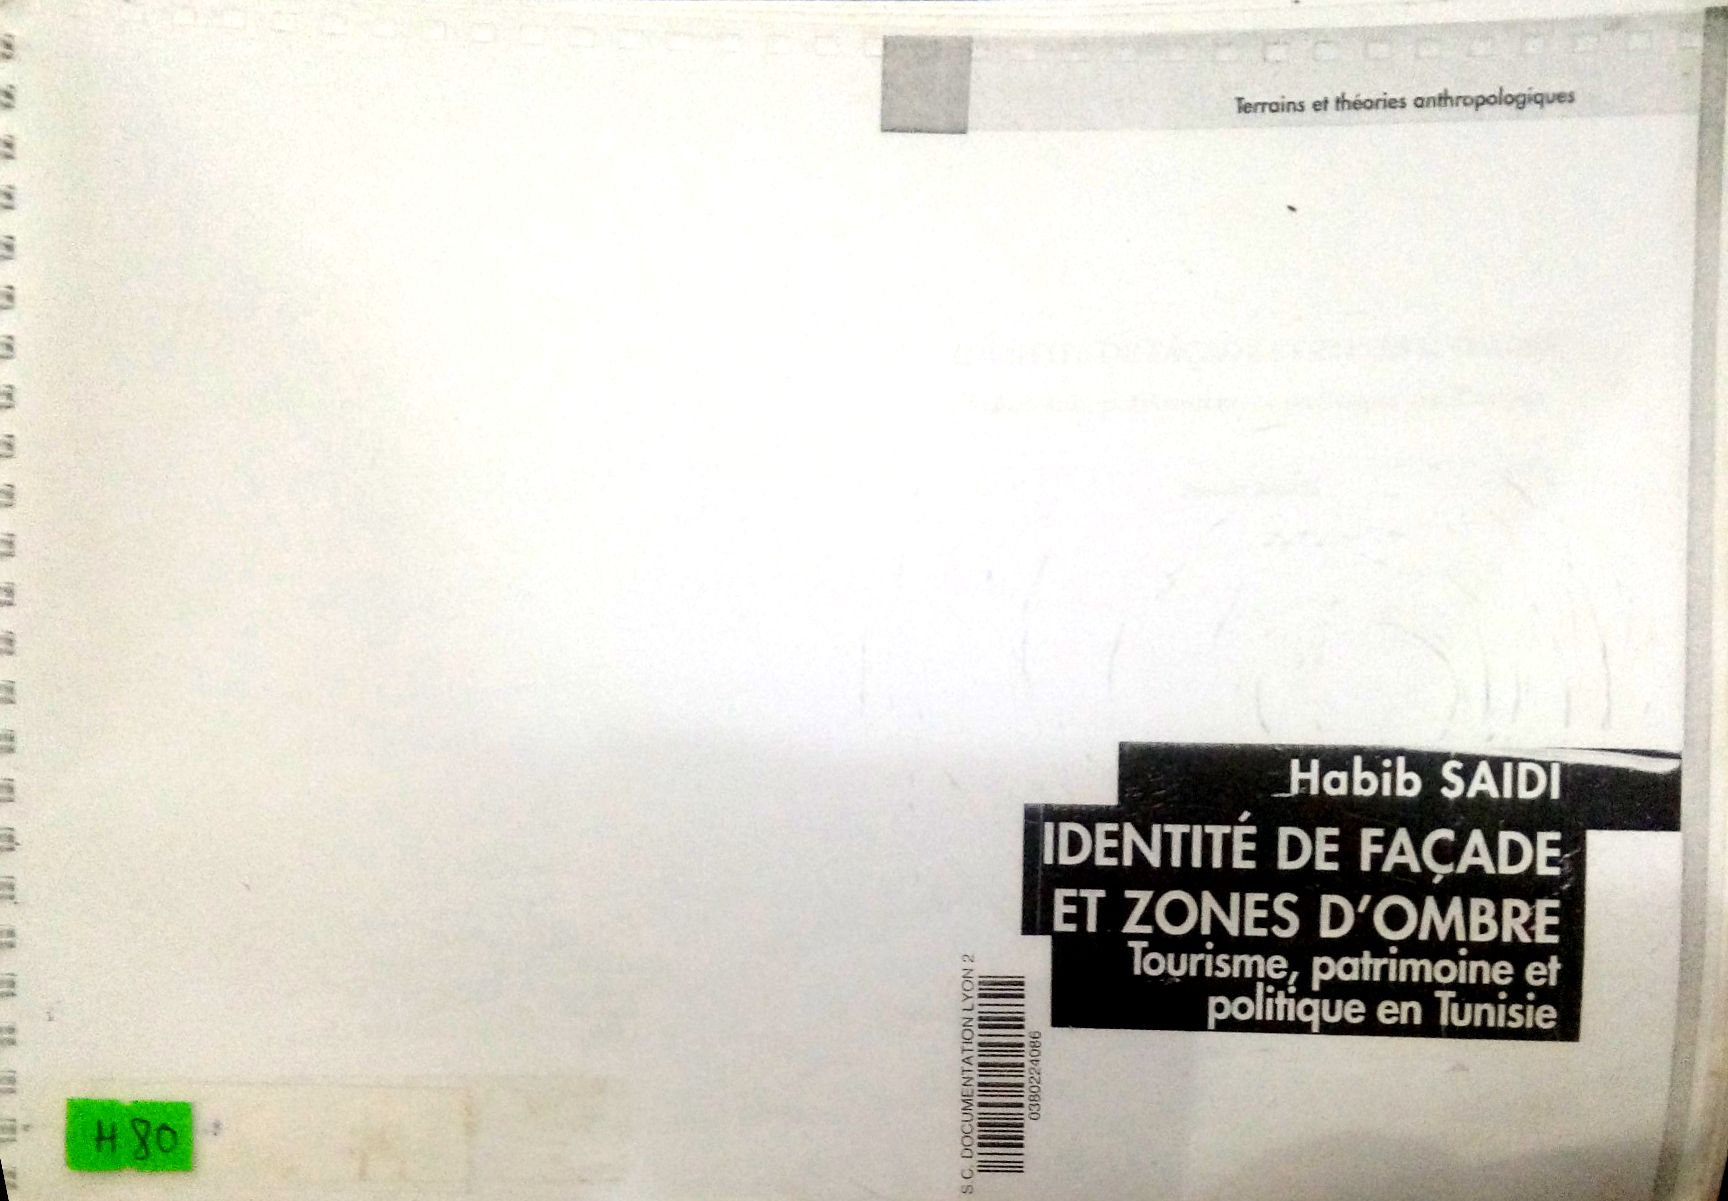 Terrains et théories anthropologiques
Habib SAIDI
IDENTITÉ DE FAÇADE
ET ZONES D'OMBRE
Tourisme, patrimoine et
politique en Tunisie
S.C. DOCUMENTATION LYON 2
0380224086
H 80